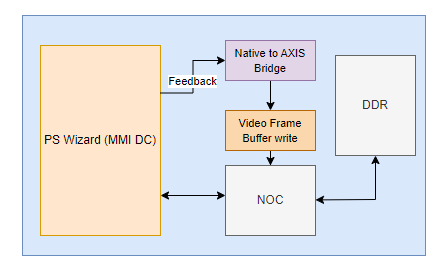 Native to AXIS
Bridge
Feedback
DDR
Video Frame
Buffer write
PS Wizard (MMI DC)
NOC